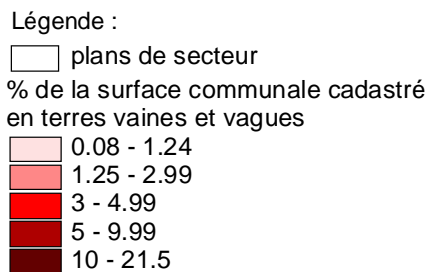 Légende :
plans de secteur
% de la surface communale cadastré
en terres vaines et vagues
0.08 - 1.24
1.25 - 2.99
3 - 4.99
5 - 9.99
10 - 21.5